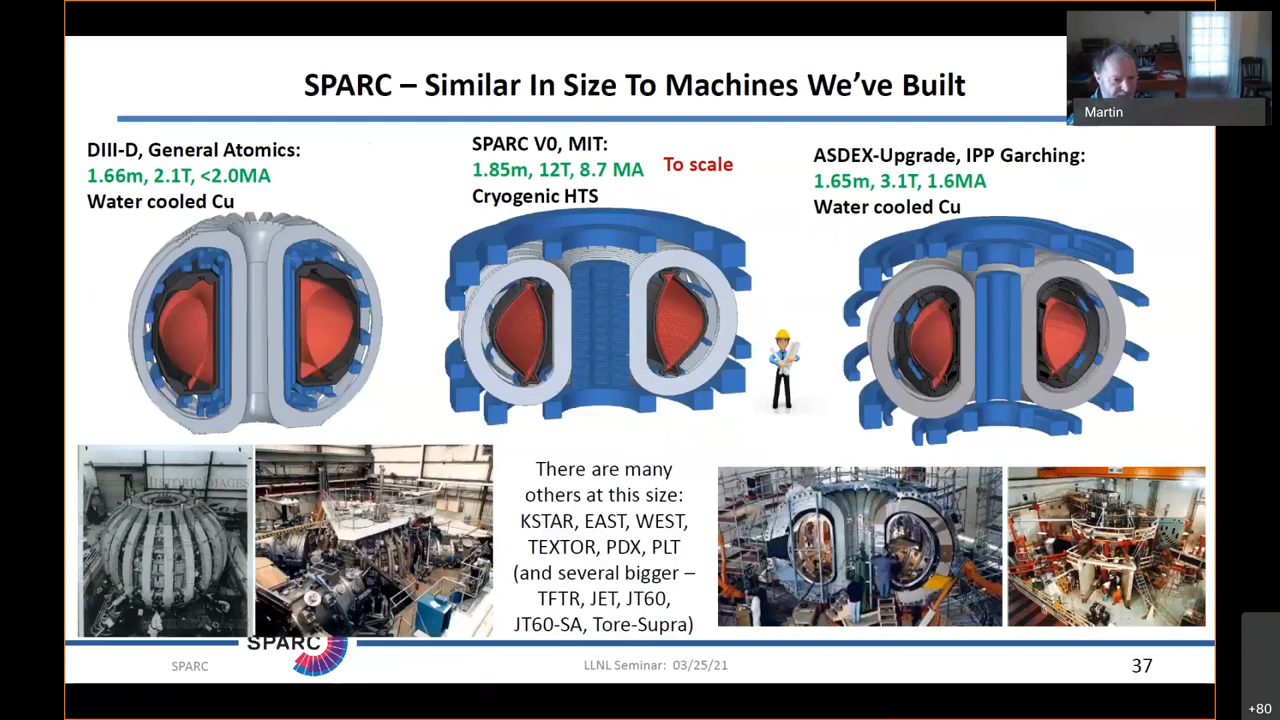 SPARC – Similar In Size To Machines We've Built
Martin
DIII-D, General Atomics:
1.66m, 2.1T, <2.0MA
Water cooled Cu
SPARC V0, MIT:
1.85m, 12T, 8.7 MA
Cryogenic HTS
To scale
ASDEX-Upgrade, IPP Garching:
1.65m, 3.1T, 1.6MA
Water cooled Cu
HISTORIC IMAGES
There are many
others at this size:
KSTAR, EAST, WEST,
TEXTOR, PDX, PLT
(and several bigger –
TFTR, JET, JT60,
JT60-SA, Tore-Supra)
SPARC
SPARC
LLNL Seminar: 03/25/21
37
+80